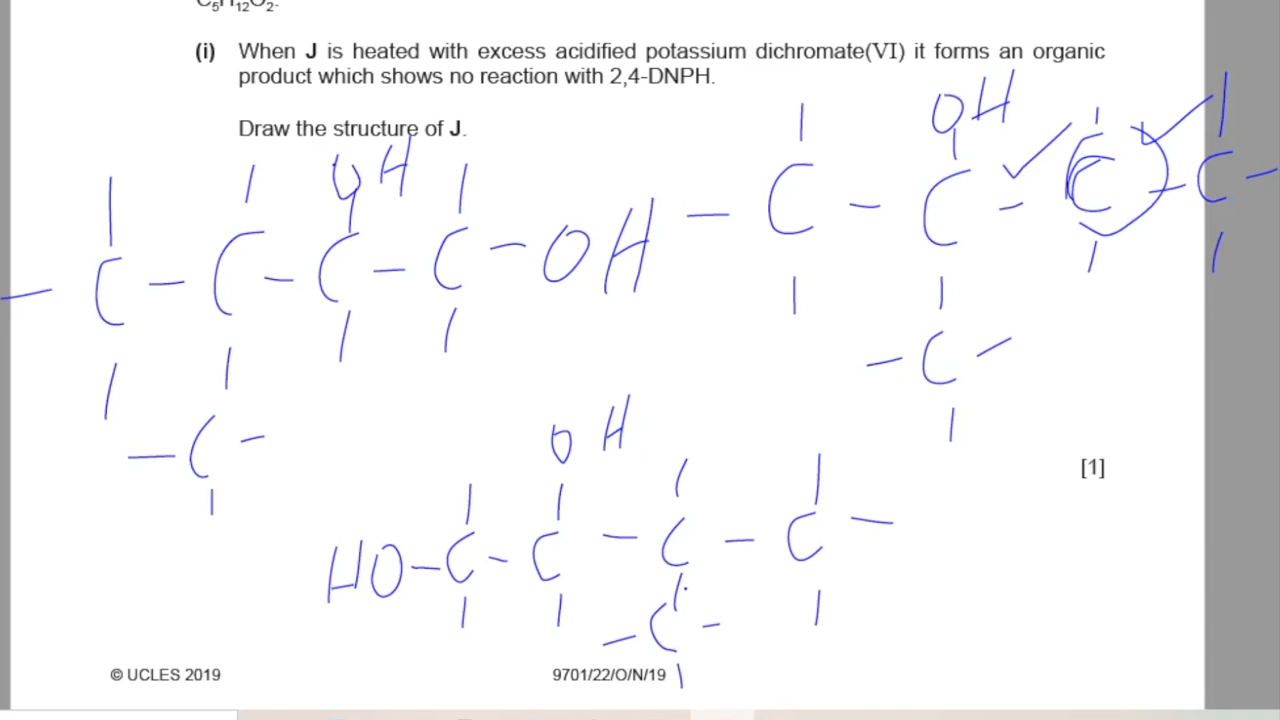 C₅H₁₂O₂.
(i) When J is heated with excess acidified potassium dichromate(VI) it forms an organic
product which shows no reaction with 2,4-DNPH.
Draw the structure of J.
OH
OH
C - C - C - C - OH
- C - C - C - C -
- C -
- C -
OH
HO - C - C - C - C -
- C -
[1]
© UCLES 2019
9701/22/O/N/19